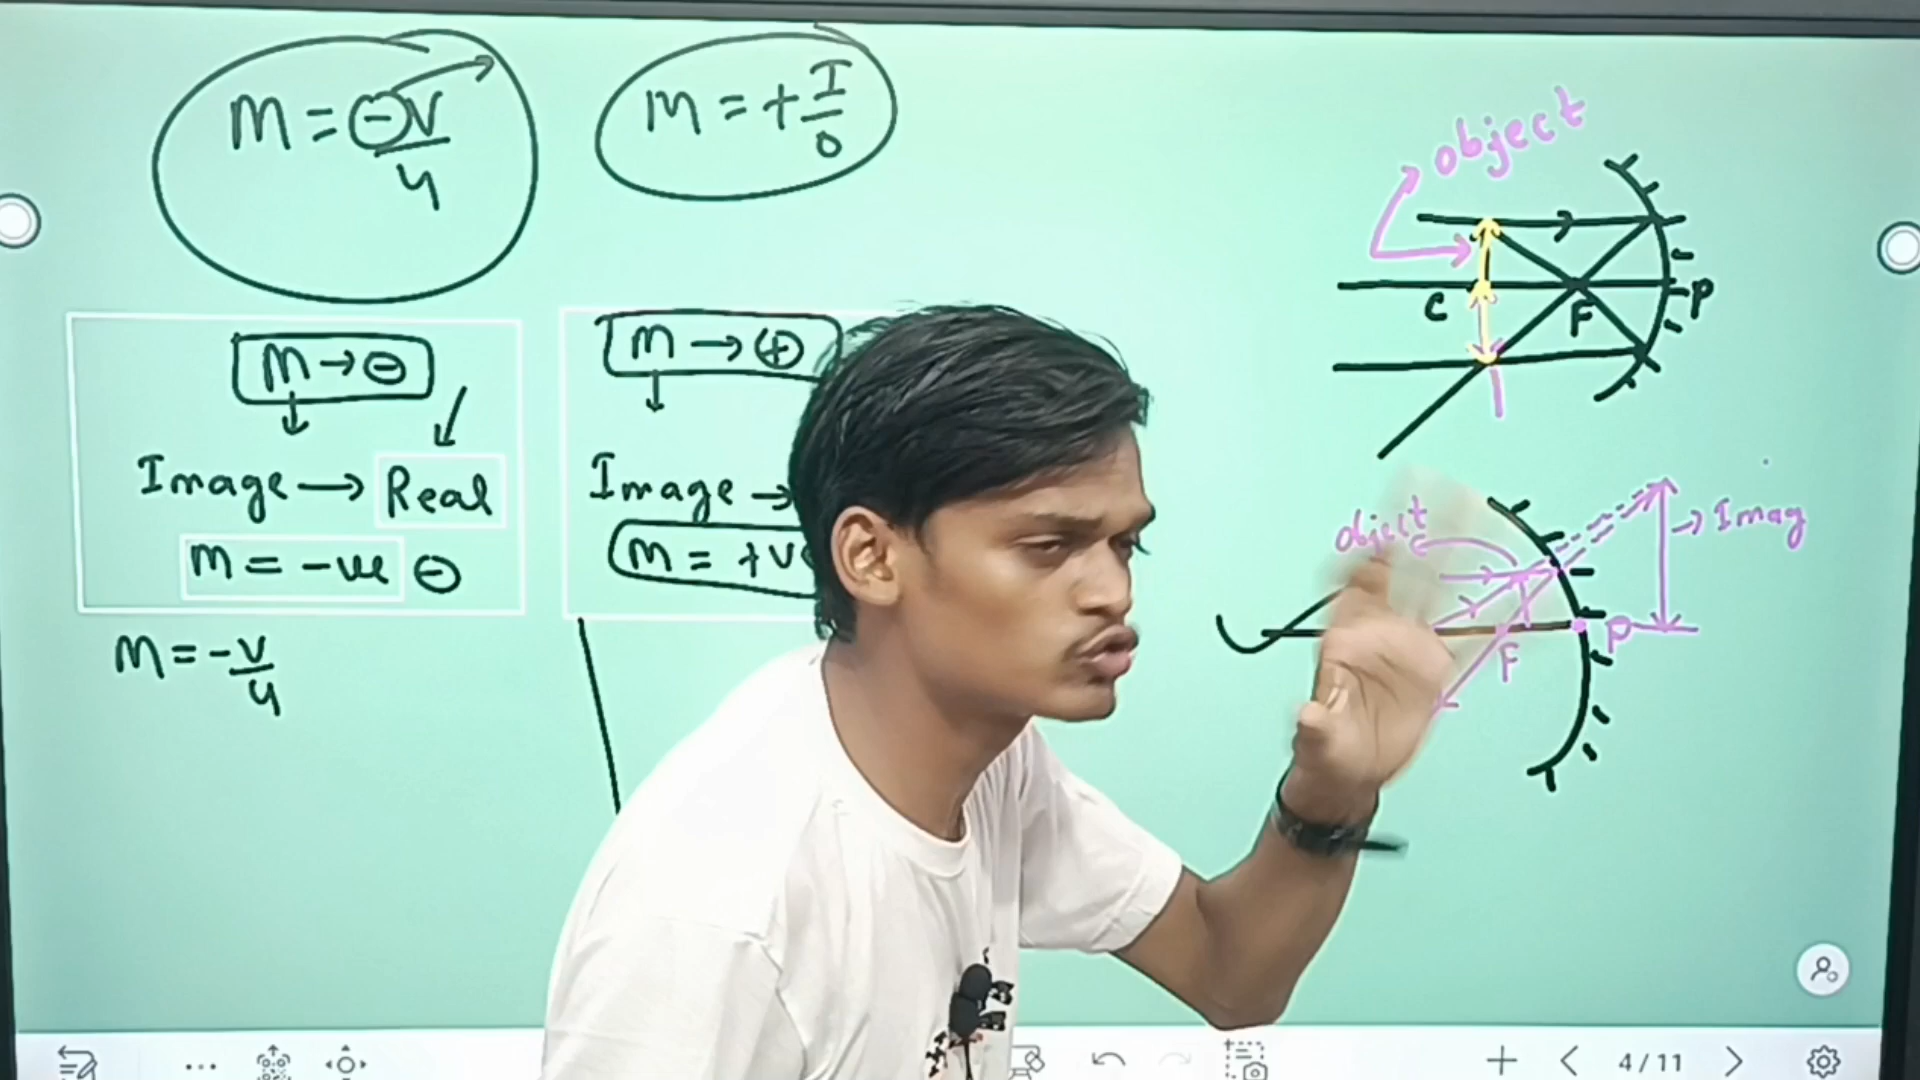 m = -v/u
m = + I/O
m → ⊖
Image → Real
m = -ve ⊖
m = -v/u
m → ⊕
Image →
m = +v
object
C
F
P
I
object
→ Imag
P
F
4/11